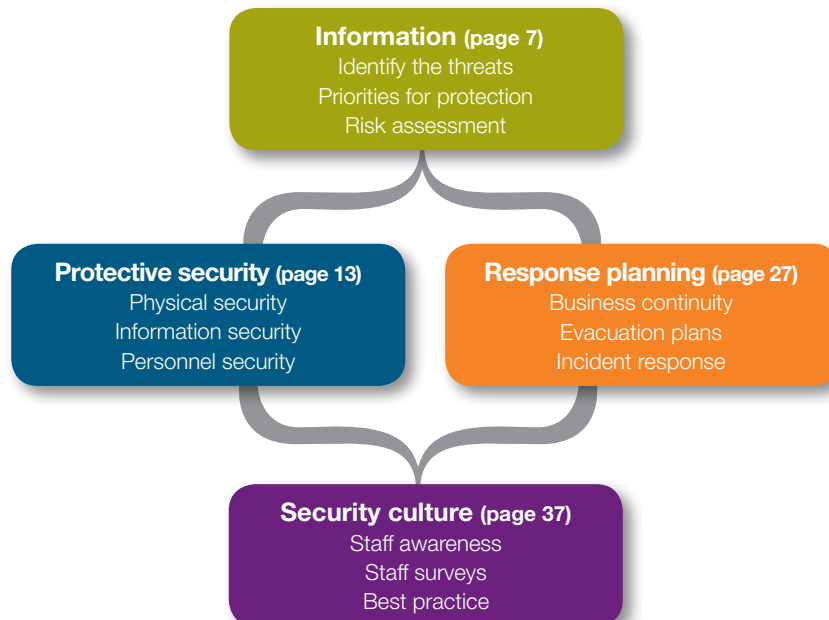 Information (page 7)
Identify the threats
Priorities for protection
Risk assessment
Protective security (page 13)
Physical security
Information security
Personnel security
Response planning (page 27)
Business continuity
Evacuation plans
Incident response
Security culture (page 37)
Staff awareness
Staff surveys
Best practice